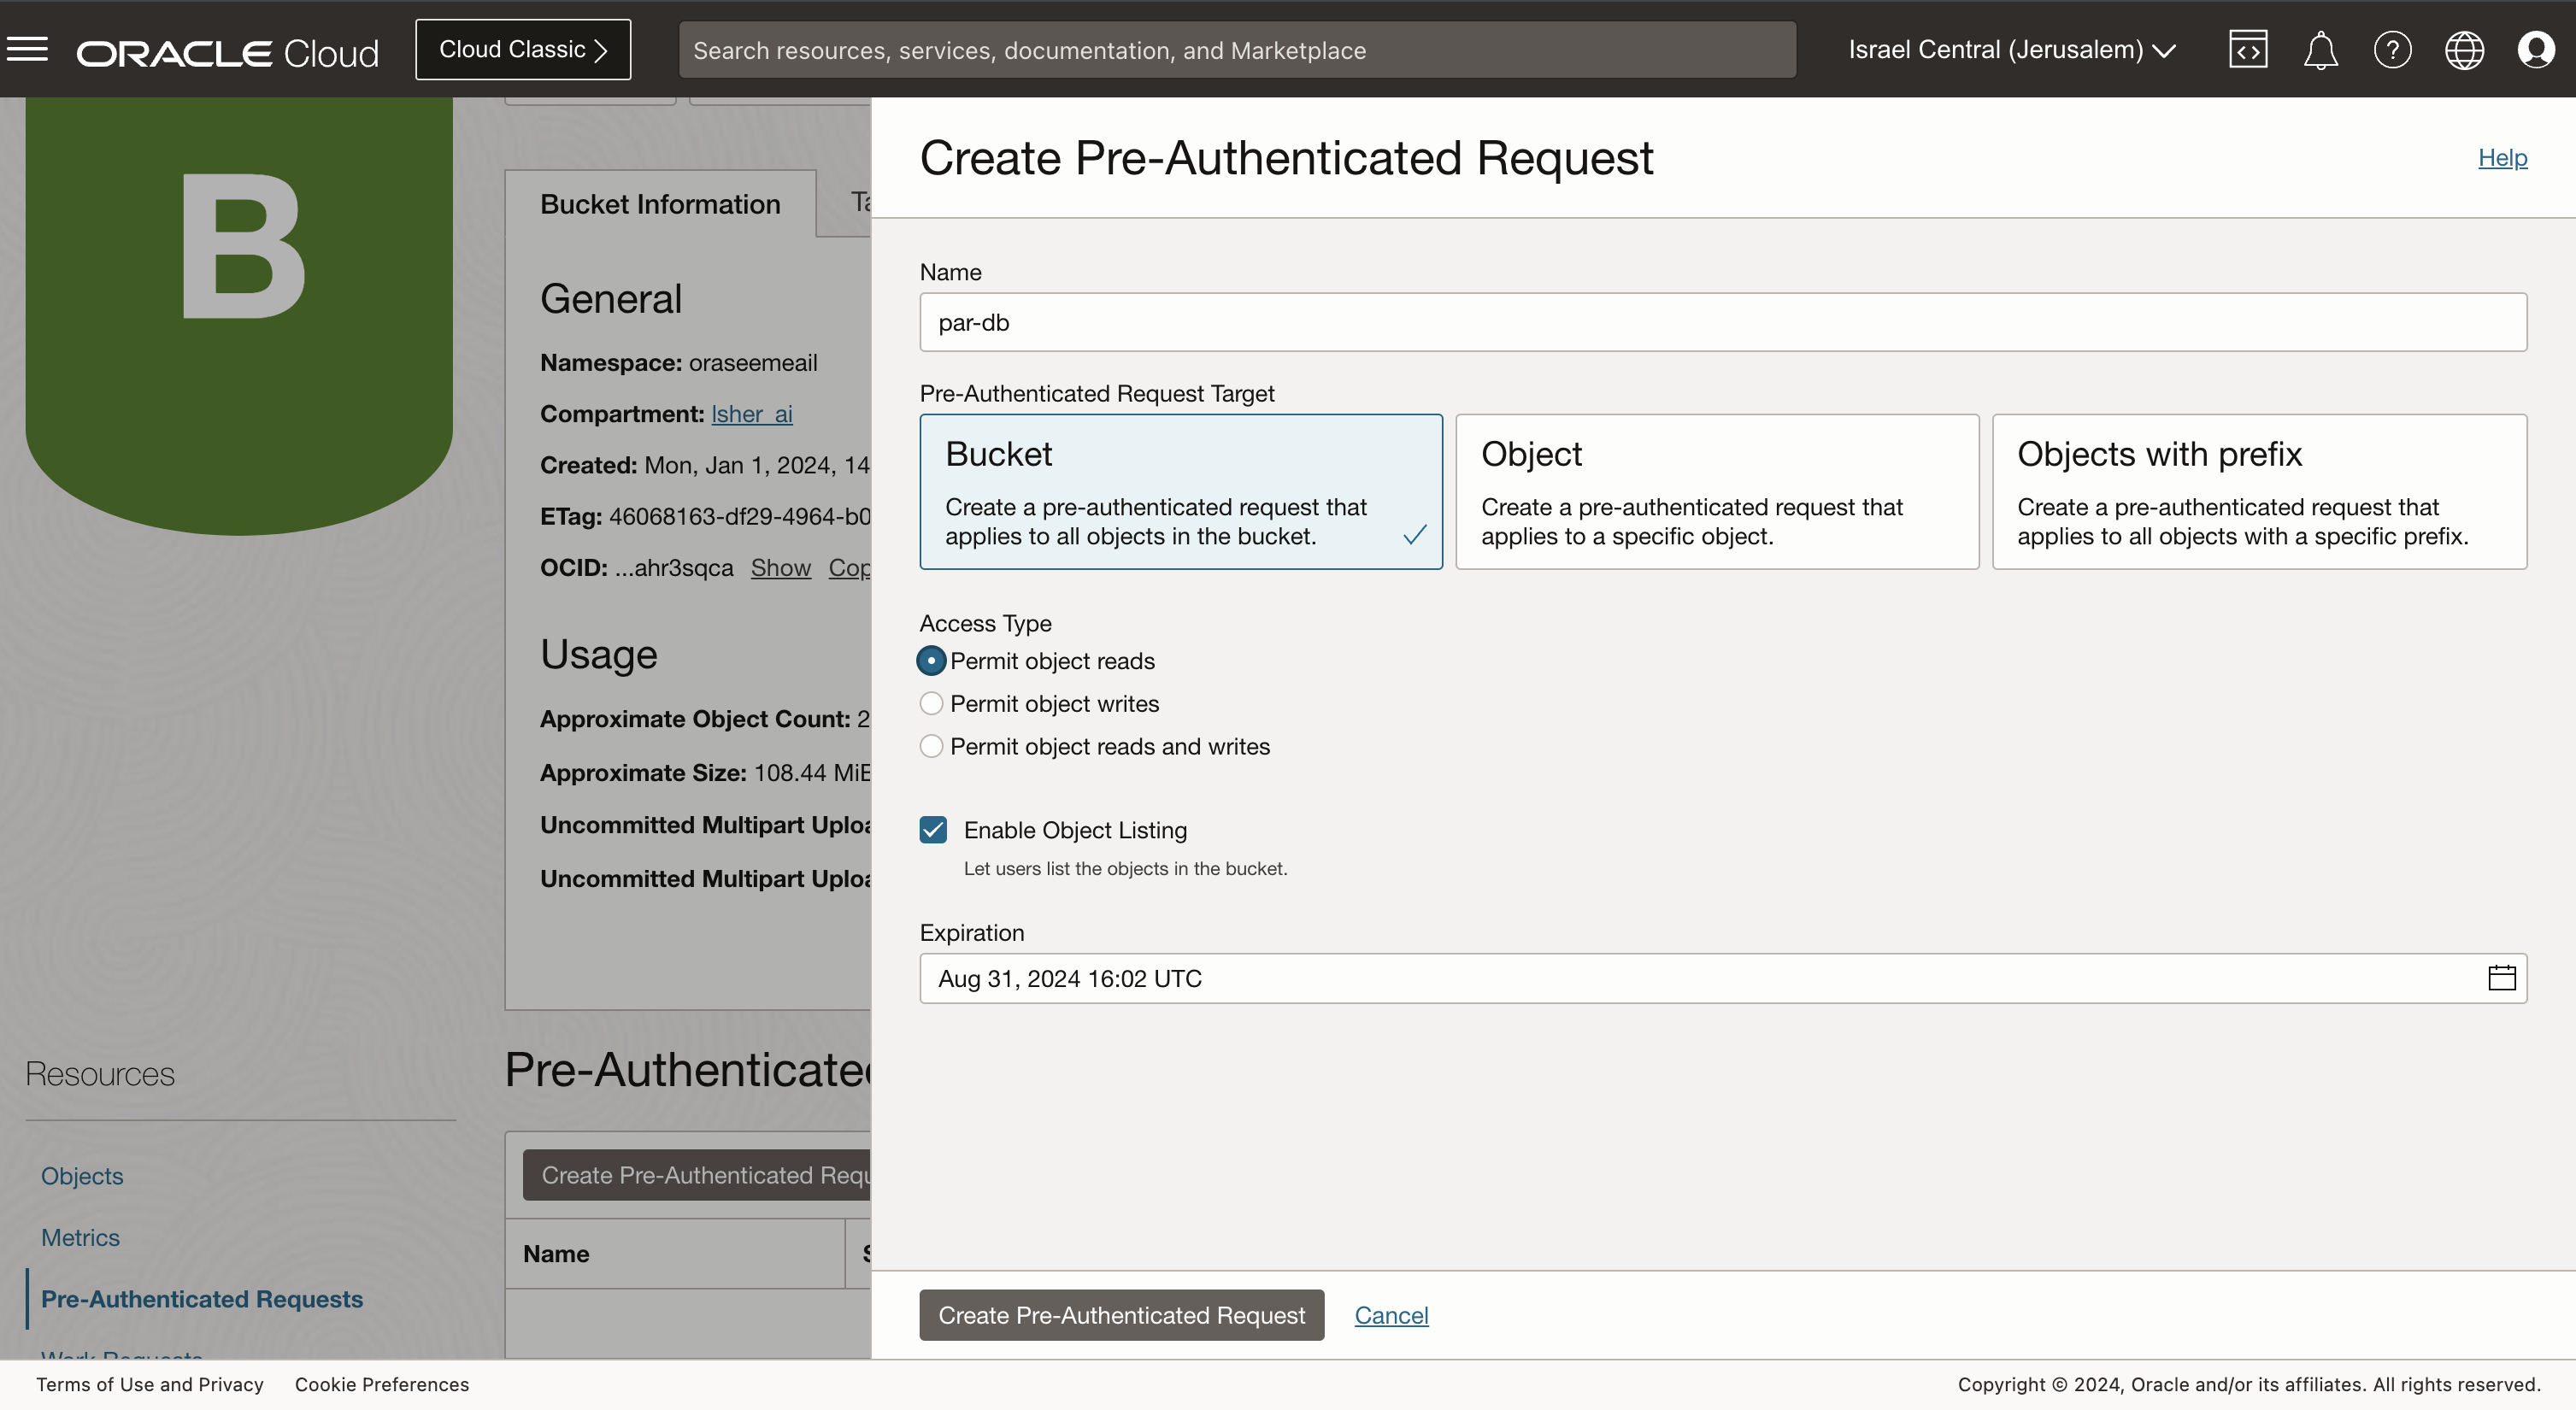 ORACLE Cloud
Cloud Classic
Search resources, services, documentation, and Marketplace
Israel Central (Jerusalem)
B
Bucket Information
General
Namespace: oraseemeail
Compartment: lsher_ai
Created: Mon, Jan 1, 2024, 14
ETag: 46068163-df29-4964-b0
OCID: ...ahr3sqca Show Cop
Usage
Approximate Object Count: 2
Approximate Size: 108.44 MiB
Uncommitted Multipart Uploa
Uncommitted Multipart Uploa
Resources
Objects
Metrics
Pre-Authenticated Requests
Work Requests
Pre-Authenticated
Create Pre-Authenticated Requ
Name
Create Pre-Authenticated Request
Help
Name
par-db
Pre-Authenticated Request Target
Bucket
Create a pre-authenticated request that
applies to all objects in the bucket.
Object
Create a pre-authenticated request that
applies to a specific object.
Objects with prefix
Create a pre-authenticated request that
applies to all objects with a specific prefix.
Access Type
Permit object reads
Permit object writes
Permit object reads and writes
Enable Object Listing
Let users list the objects in the bucket.
Expiration
Aug 31, 2024 16:02 UTC
Create Pre-Authenticated Request
Cancel
Terms of Use and Privacy
Cookie Preferences
Copyright © 2024, Oracle and/or its affiliates. All rights reserved.